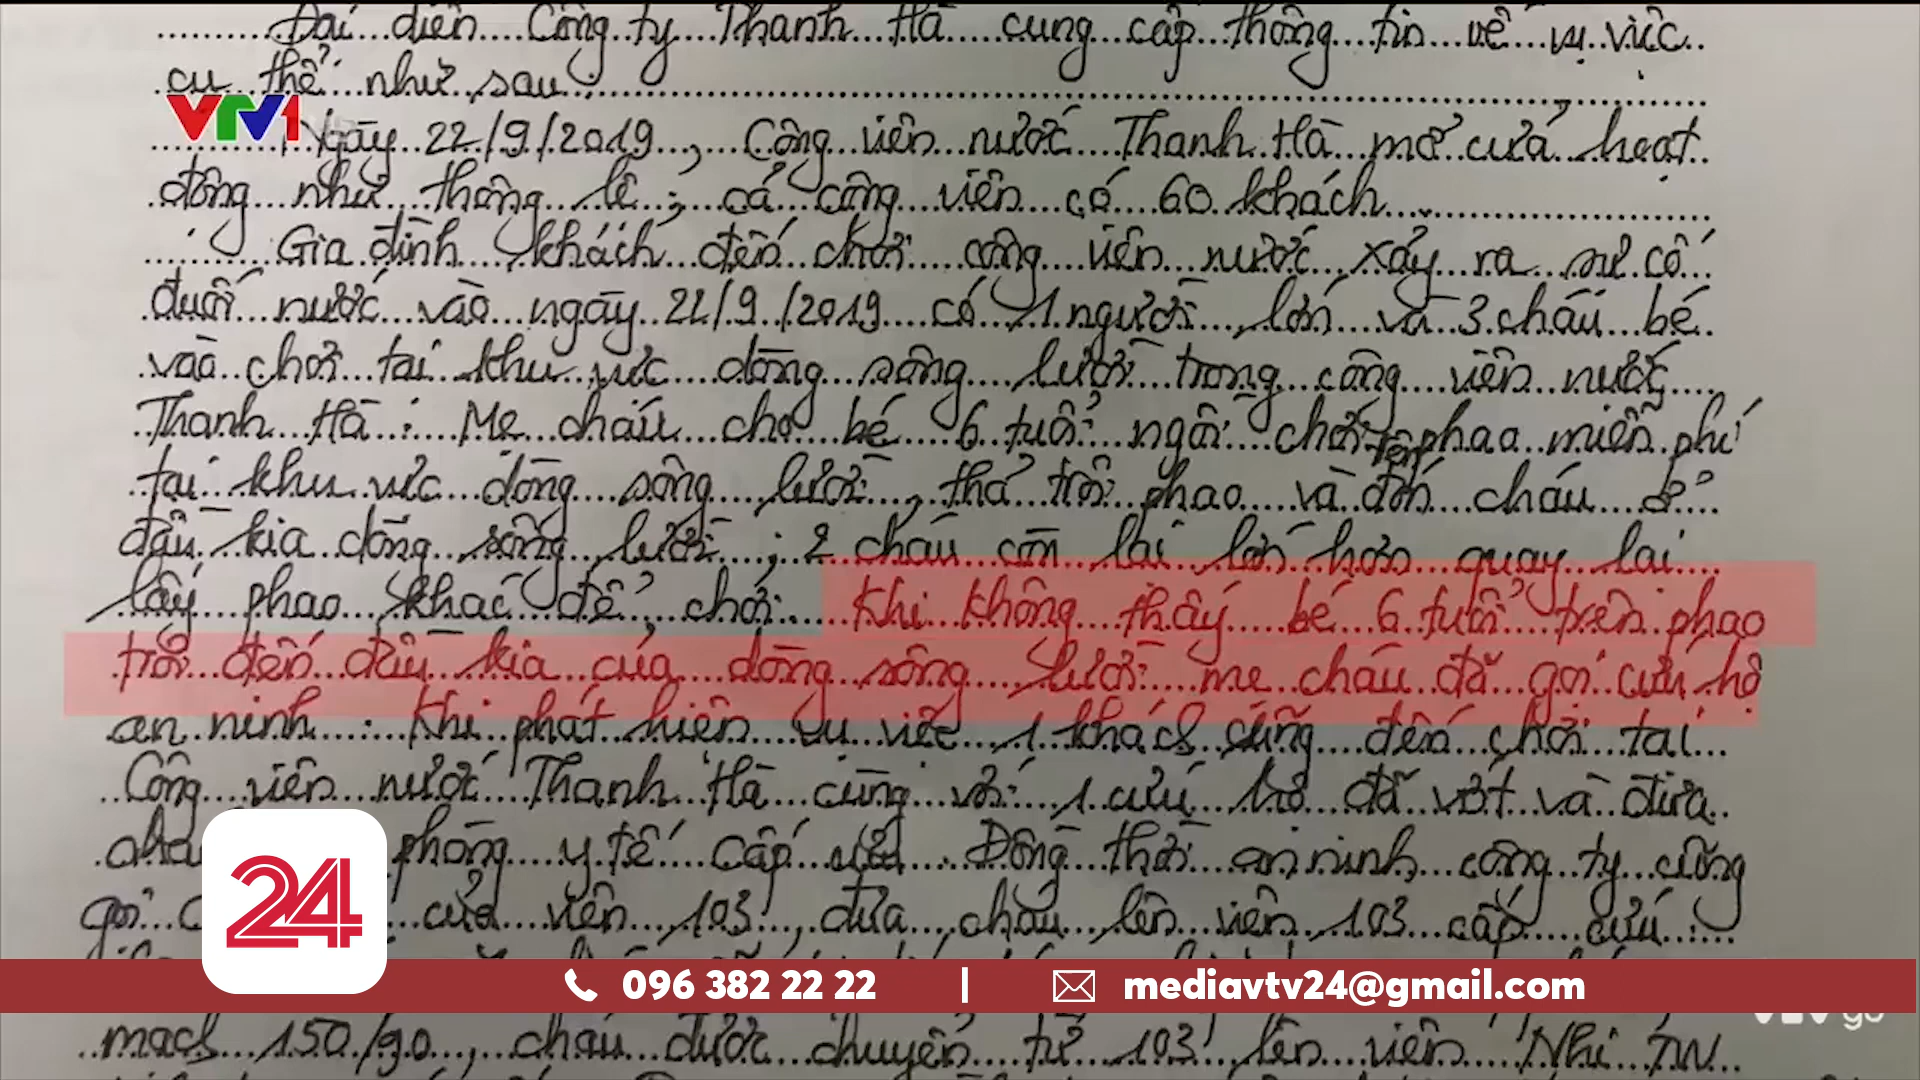 Đại diện Công ty Thanh Hà cung cấp thông tin về vụ việc
cụ thể như sau
VTV1
Ngày 22/9/2019, Công viên nước Thanh Hà mở cửa hoạt
động như thông lệ, cả công viên có 60 khách
Gia đình khách đến chơi công viên nước xảy ra sự cố
đuối nước vào ngày 22/9/2019 có 1 người lớn và 3 cháu bé
vào chơi tại khu vực dòng sông lười trong công viên nước
Thanh Hà. Mẹ cháu cho bé 6 tuổi ngồi chơi trên phao miễn phí
tại khu vực dòng sông lười, thả trôi phao và đón cháu ở
đầu kia dòng sông lười; 2 cháu còn lại lớn hơn quay lại
lấy phao khác để chơi. Khi không thấy bé 6 tuổi trên phao
trôi đến đầu kia của dòng sông lười mẹ cháu đã gọi cứu hộ
an ninh. Khi phát hiện vụ việc 1 khách cũng đến chơi tại
Công viên nước Thanh Hà cùng với 1 cứu hộ đã vớt và đưa
phòng y tế cấp cứu. Đồng thời an ninh công ty cũng
gọi của viện 103, đưa cháu lên viện 103 cấp cứu.
24
096 382 22 22 | mediavtv24@gmail.com
VTV go
mạch 150/90, cháu được chuyển từ 103 lên viện Nhi TW